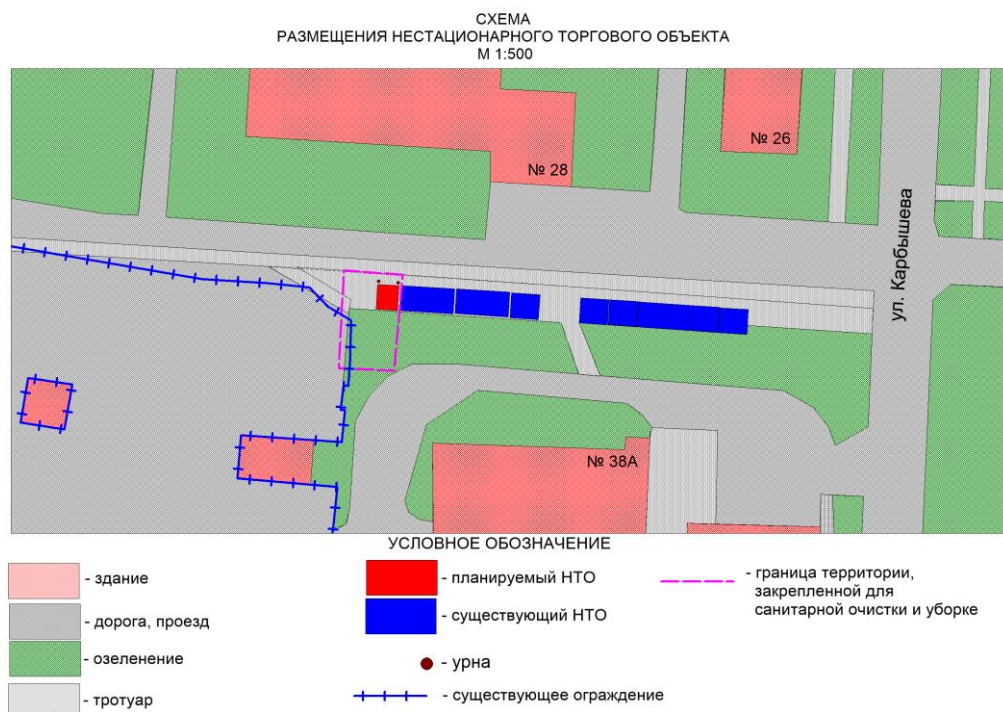 СХЕМА
РАЗМЕЩЕНИЯ НЕСТАЦИОНАРНОГО ТОРГОВОГО ОБЪЕКТА
М 1:500
№ 26
№ 28
ул. Карбышева
№ 38А
УСЛОВНОЕ ОБОЗНАЧЕНИЕ
- здание
- дорога, проезд
- озеленение
- тротуар
- планируемый НТО
- существующий НТО
- урна
- существующее ограждение
- граница территории,
закрепленной для
санитарной очистки и уборке